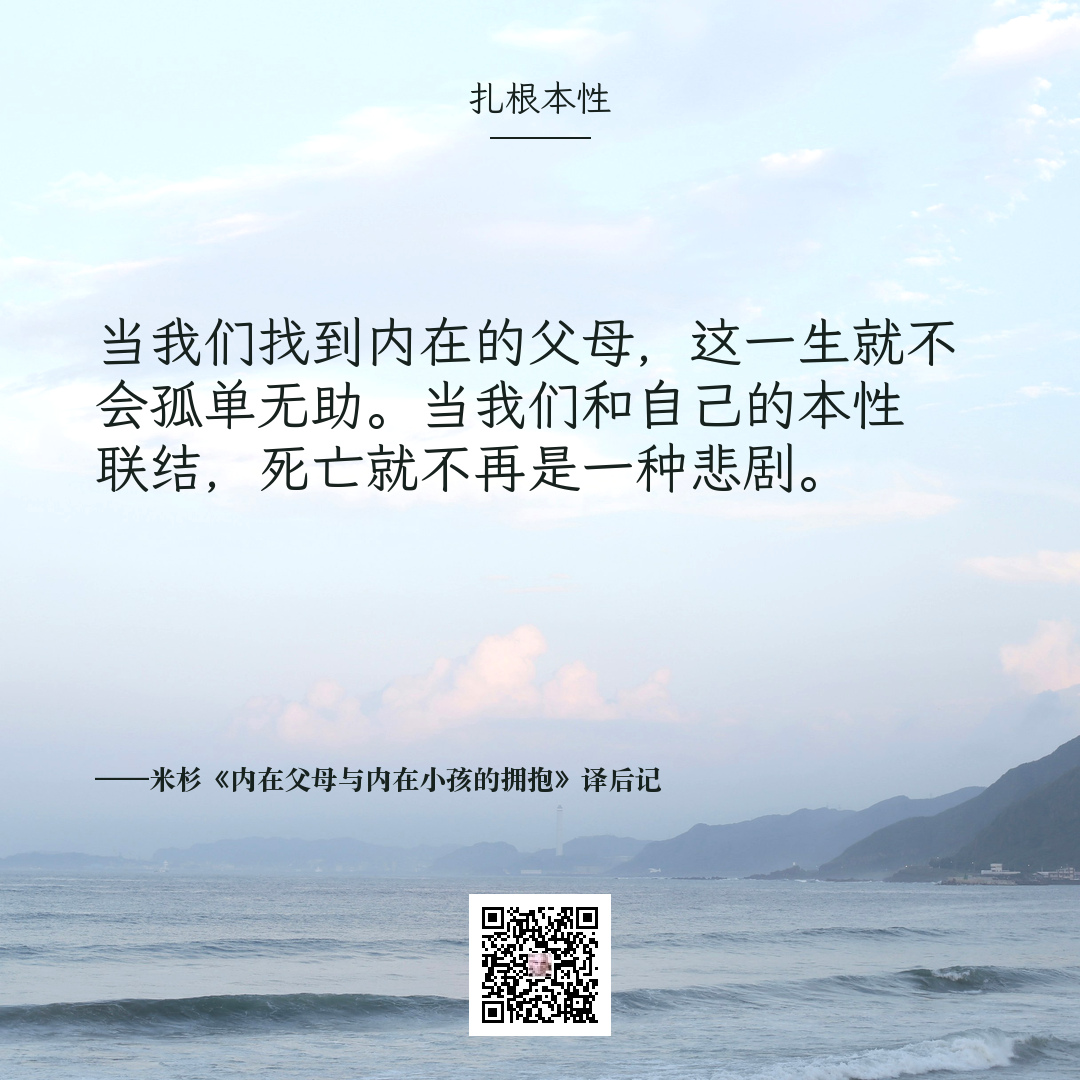 扎根本性
当我们找到内在的父母，这一生就不
会孤单无助。当我们和自己的本性
联结，死亡就不再是一种悲剧。
——米杉《内在父母与内在小孩的拥抱》译后记